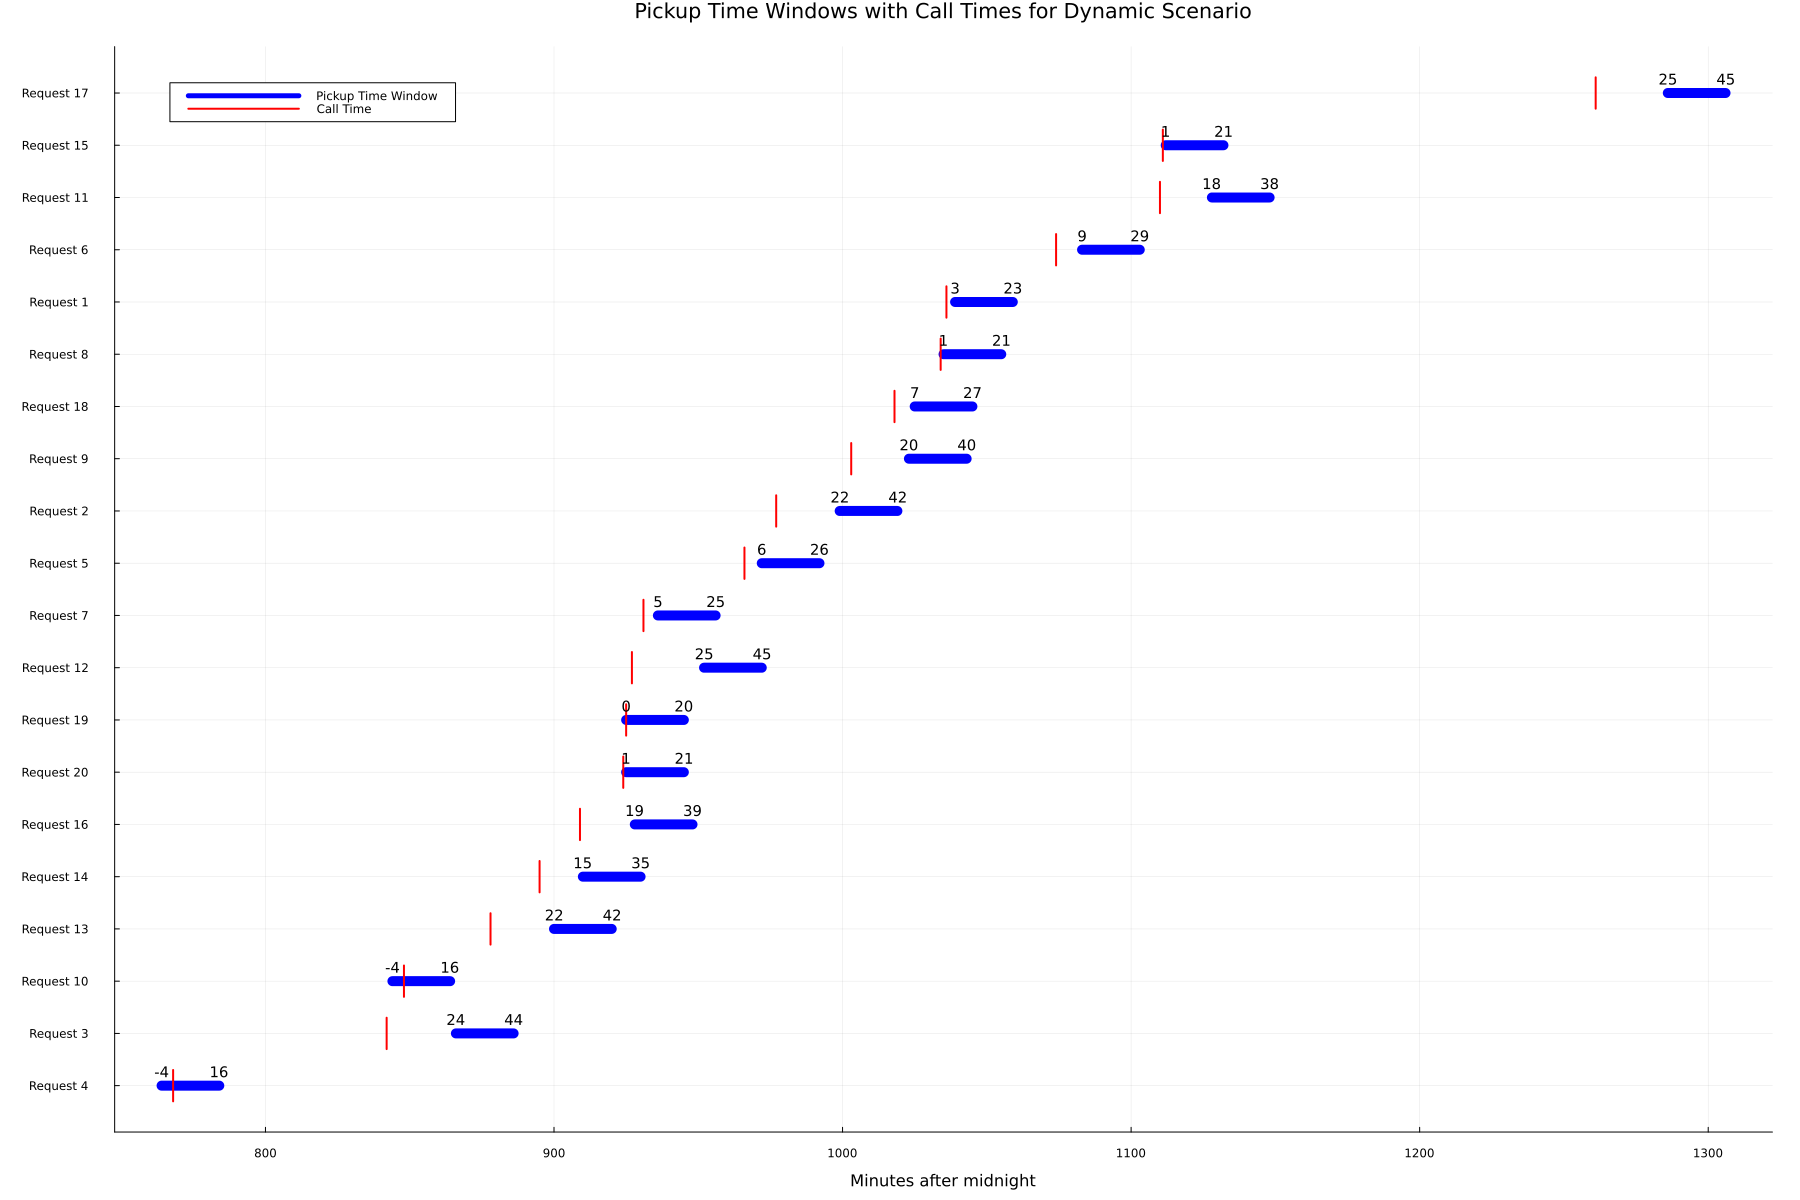 Pickup Time Windows with Call Times for Dynamic Scenario
Pickup Time Window
Call Time
Request 17 25 45
Request 15 1 21
Request 11 18 38
Request 6 9 29
Request 1 3 23
Request 8 1 21
Request 18 7 27
Request 9 20 40
Request 2 22 42
Request 5 6 26
Request 7 5 25
Request 12 25 45
Request 19 0 20
Request 20 1 21
Request 16 19 39
Request 14 15 35
Request 13 22 42
Request 10 -4 16
Request 3 24 44
Request 4 -4 16
800 900 1000 1100 1200 1300
Minutes after midnight